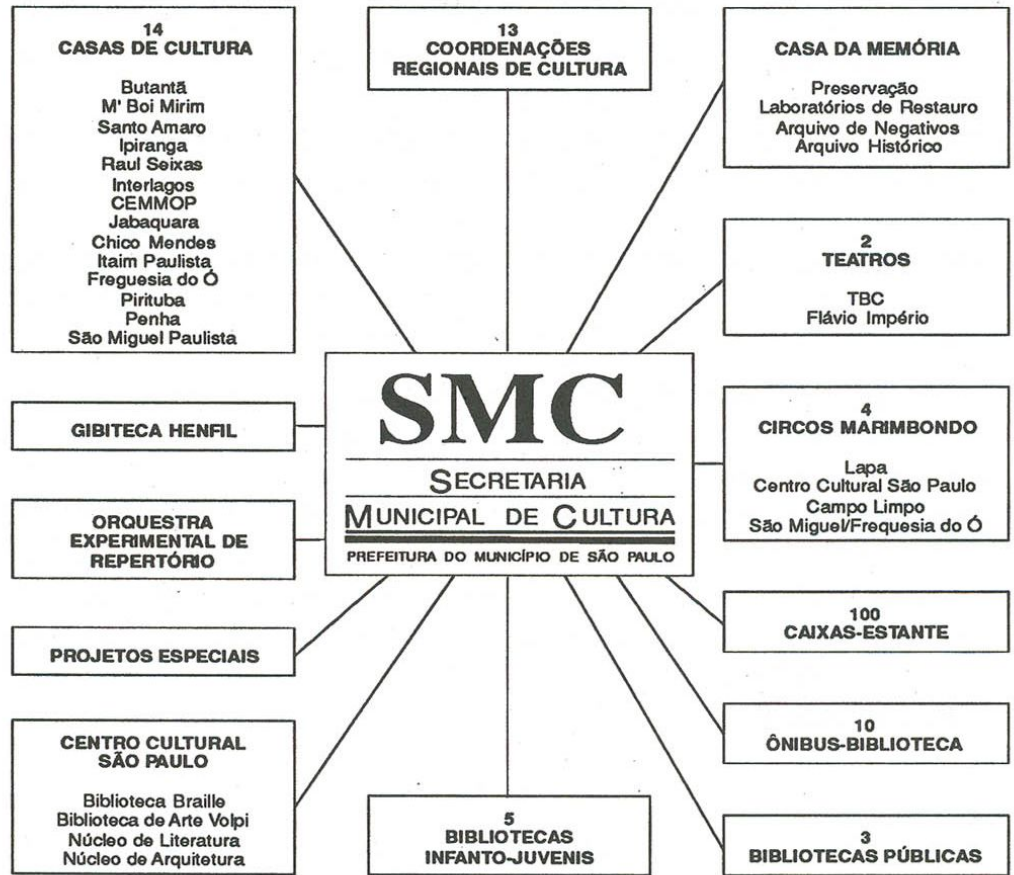 14
CASAS DE CULTURA
Butantã
M' Boi Mirim
Santo Amaro
Ipiranga
Raul Seixas
Interlagos
CEMMOP
Jabaquara
Chico Mendes
Itaim Paulista
Freguesia do Ó
Pirituba
Penha
São Miguel Paulista
13
COORDENAÇÕES
REGIONAIS DE CULTURA
CASA DA MEMÓRIA
Preservação
Laboratórios de Restauro
Arquivo de Negativos
Arquivo Histórico
2
TEATROS
TBC
Flávio Império
GIBITECA HENFIL
SMC
SECRETARIA
MUNICIPAL DE CULTURA
PREFEITURA DO MUNICÍPIO DE SÃO PAULO
4
CIRCOS MARIMBONDO
Lapa
Centro Cultural São Paulo
Campo Limpo
São Miguel/Frequesia do Ó
ORQUESTRA
EXPERIMENTAL DE
REPERTÓRIO
100
CAIXAS-ESTANTE
PROJETOS ESPECIAIS
10
ÔNIBUS-BIBLIOTECA
CENTRO CULTURAL
SÃO PAULO
Biblioteca Braille
Biblioteca de Arte Volpi
Núcleo de Literatura
Núcleo de Arquitetura
5
BIBLIOTECAS
INFANTO-JUVENIS
3
BIBLIOTECAS PÚBLICAS